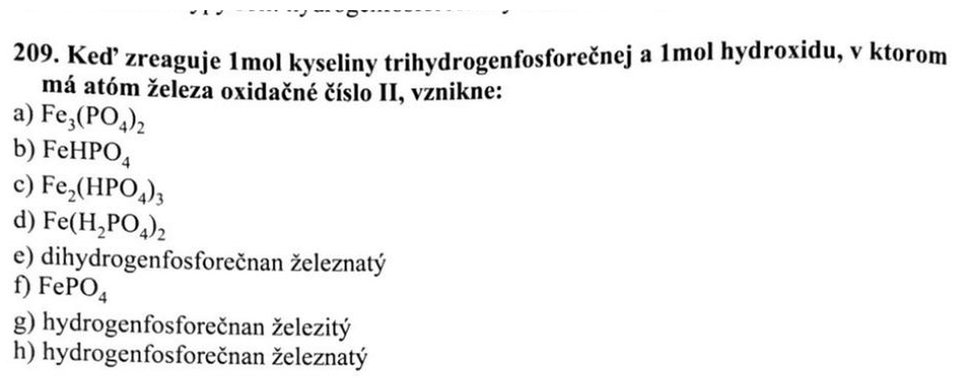 209. Keď zreaguje 1mol kyseliny trihydrogenfosforečnej a 1mol hydroxidu, v ktorom
má atóm železa oxidačné číslo II, vznikne:
a) Fe₃(PO₄)₂
b) FeHPO₄
c) Fe₂(HPO₄)₃
d) Fe(H₂PO₄)₂
e) dihydrogenfosforečnan železnatý
f) FePO₄
g) hydrogenfosforečnan železitý
h) hydrogenfosforečnan železnatý